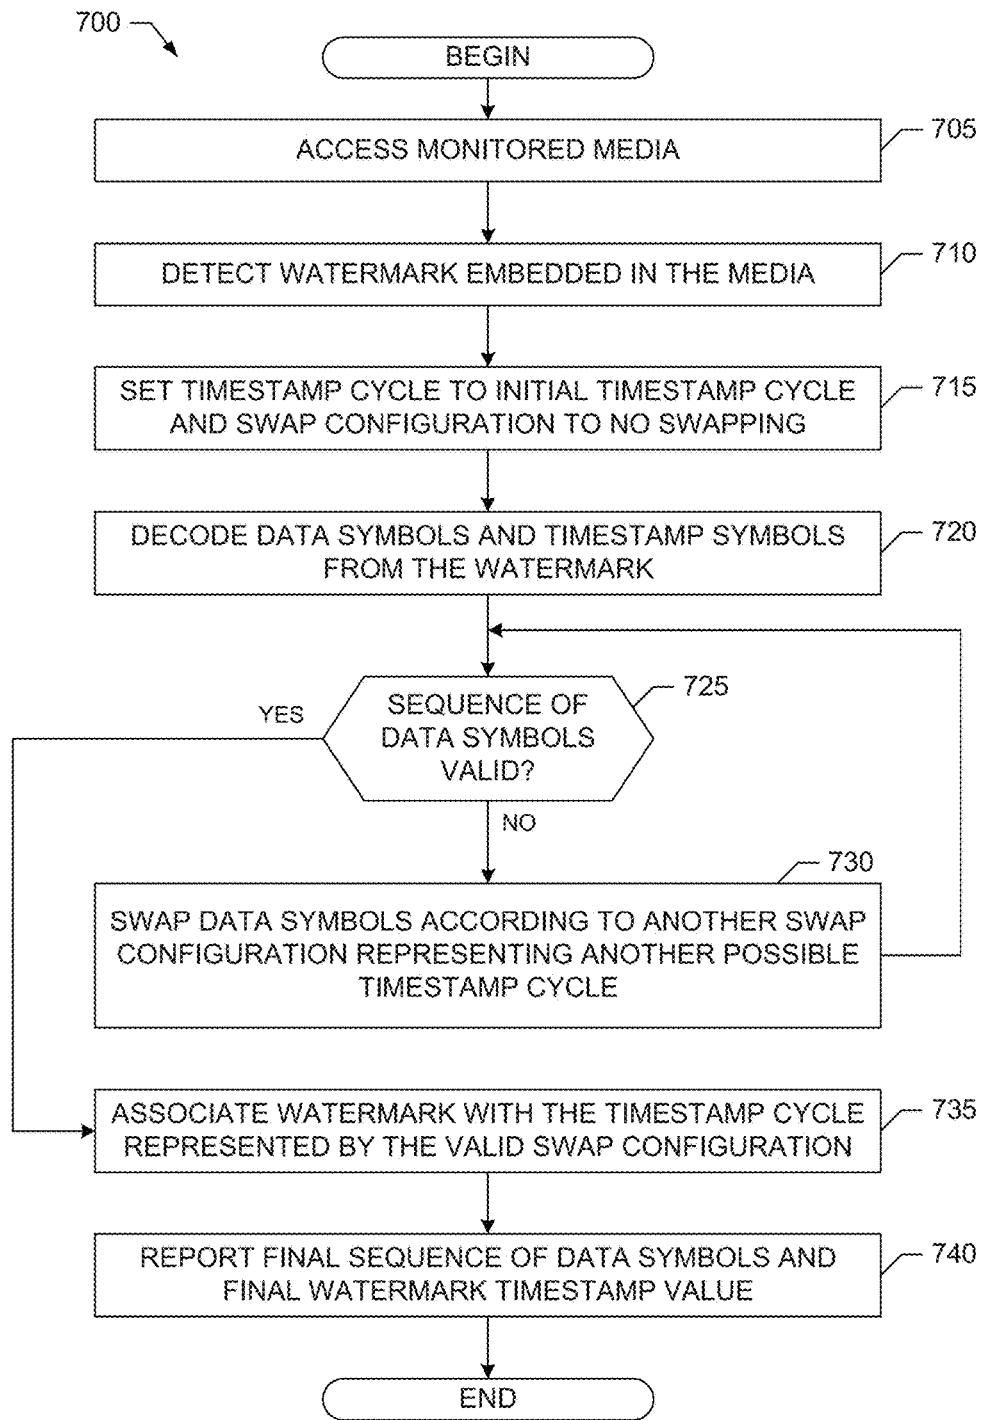 700
BEGIN
ACCESS MONITORED MEDIA
705
DETECT WATERMARK EMBEDDED IN THE MEDIA
710
SET TIMESTAMP CYCLE TO INITIAL TIMESTAMP CYCLE
AND SWAP CONFIGURATION TO NO SWAPPING
715
DECODE DATA SYMBOLS AND TIMESTAMP SYMBOLS
FROM THE WATERMARK
720
SEQUENCE OF
DATA SYMBOLS
VALID?
725
YES
NO
730
SWAP DATA SYMBOLS ACCORDING TO ANOTHER SWAP
CONFIGURATION REPRESENTING ANOTHER POSSIBLE
TIMESTAMP CYCLE
ASSOCIATE WATERMARK WITH THE TIMESTAMP CYCLE
REPRESENTED BY THE VALID SWAP CONFIGURATION
735
REPORT FINAL SEQUENCE OF DATA SYMBOLS AND
FINAL WATERMARK TIMESTAMP VALUE
740
END